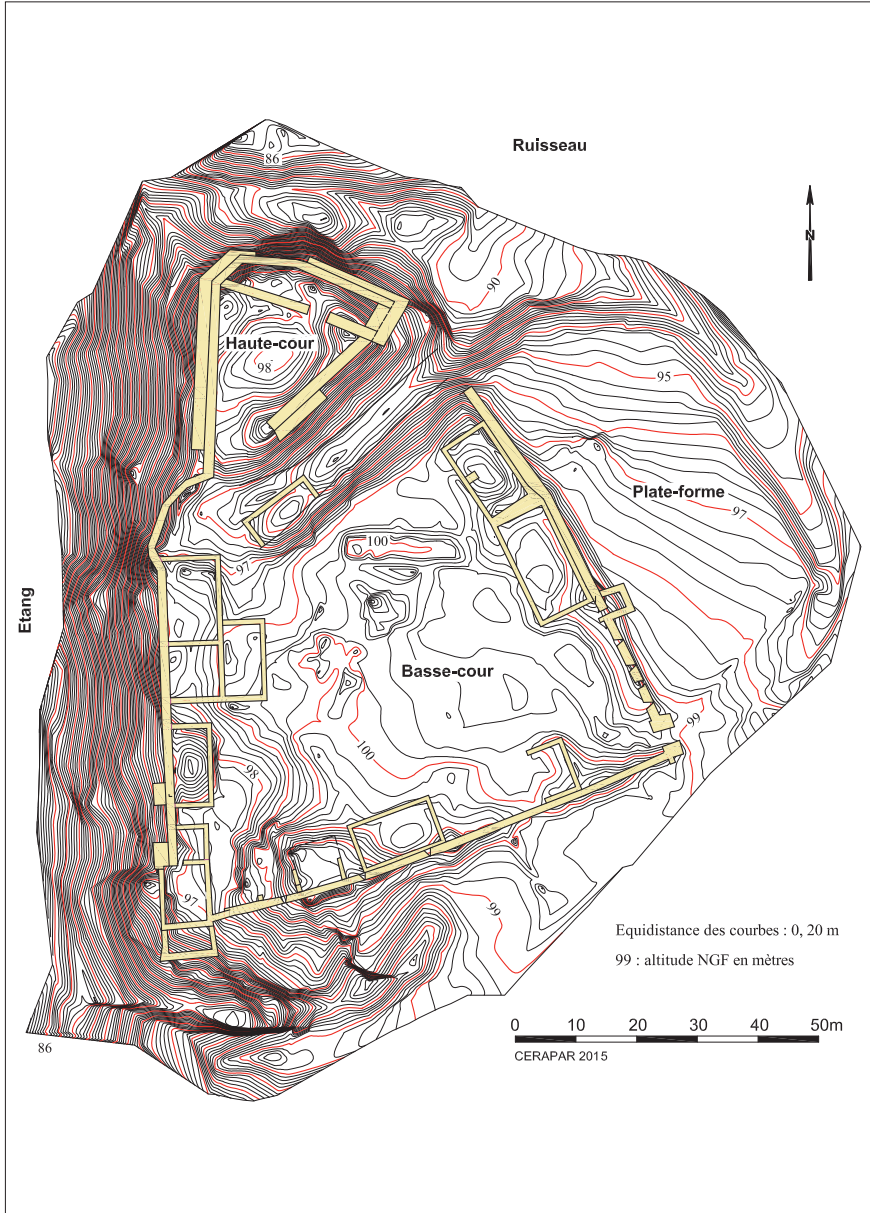 Ruisseau
86
N
90
Haute-cour
98
95
Plate-forme
97
100
97
Etang
Basse-cour
99
100
98
97
99
Equidistance des courbes : 0, 20 m
99 : altitude NGF en mètres
0 10 20 30 40 50m
CERAPAR 2015
86